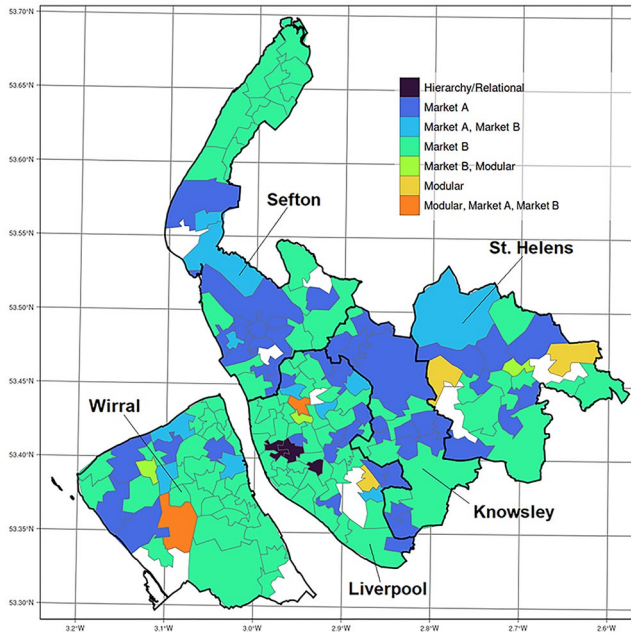 53.70°N
53.65°N
53.60°N
53.55°N
53.50°N
53.45°N
53.40°N
53.35°N
53.30°N
Hierarchy/Relational
Market A
Market A, Market B
Market B
Market B, Modular
Modular
Modular, Market A, Market B
Sefton
St. Helens
Wirral
Knowsley
Liverpool
3.2°W 3.1°W 3.0°W 2.9°W 2.8°W 2.7°W 2.6°W